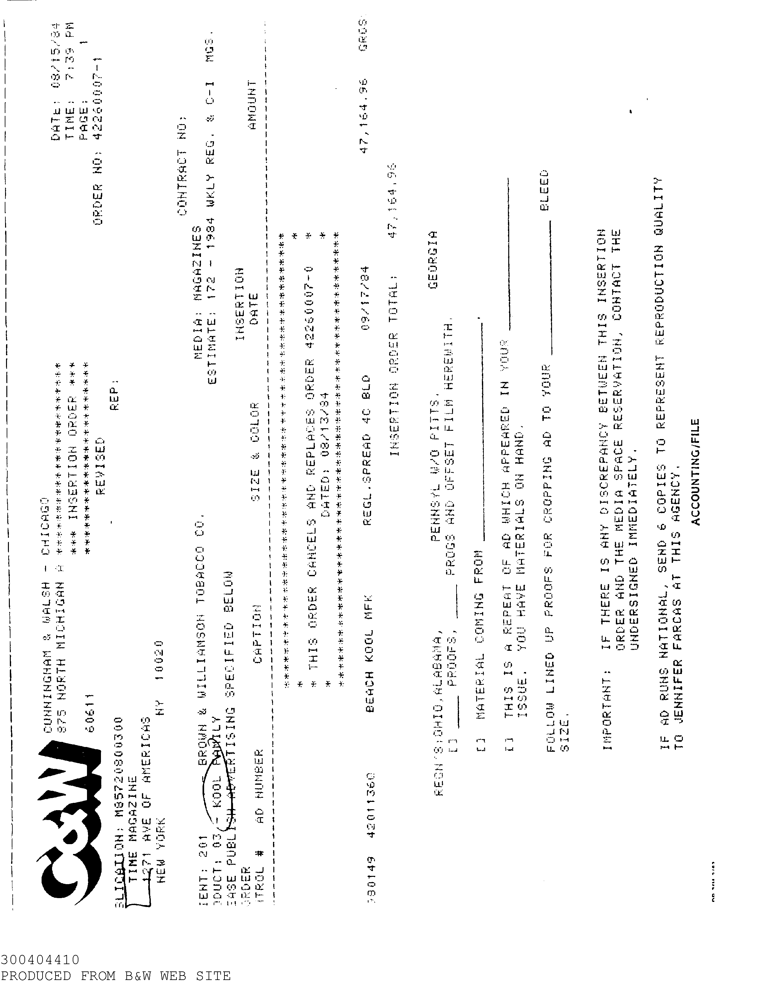 C&W
CUNNINGHAM & WALSH - CHICAGO
875 NORTH MICHIGAN A *************************
*** INSERTION ORDER ***
60611 *************************
REVISED
DATE: 08/15/84
TIME: 7:39 PM
PAGE: 1
ORDER NO: 42260007-1
BLICATION: M85720800300
REP:
TIME MAGAZINE
1271 AVE OF AMERICAS
NEW YORK NY 10020
CONTRACT NO:
IENT: 201 BROWN & WILLIAMSON TOBACCO CO. MEDIA: MAGAZINES
ODUCT: 03 - KOOL FAMILY ESTIMATE: 172 - 1984 WKLY REG. & C-I MGS.
EASE PUBLISH ADVERTISING SPECIFIED BELOW
ORDER INSERTION
TROL # AD NUMBER CAPTION SIZE & COLOR DATE AMOUNT
*****************************************************
* *
* THIS ORDER CANCELS AND REPLACES ORDER 42260007-0 *
* DATED: 08/13/84 *
*****************************************************
380149 42011360 BEACH KOOL MFK REGL.SPREAD 4C BLD 09/17/84 47,164.96 GROS
INSERTION ORDER TOTAL: 47,164.96
REGN'S:OHIO,ALABAMA, PENNSYL W/O PITTS. GEORGIA
[] ____ PROOFS, ____ PROGS AND OFFSET FILM HEREWITH.
[] MATERIAL COMING FROM ____________________.
[] THIS IS A REPEAT OF AD WHICH APPEARED IN YOUR ____________________
ISSUE. YOU HAVE MATERIALS ON HAND.
FOLLOW LINED UP PROOFS FOR CROPPING AD TO YOUR ____________________ BLEED
SIZE.
IMPORTANT: IF THERE IS ANY DISCREPANCY BETWEEN THIS INSERTION
ORDER AND THE MEDIA SPACE RESERVATION, CONTACT THE
UNDERSIGNED IMMEDIATELY.
IF AD RUNS NATIONAL, SEND 6 COPIES TO REPRESENT REPRODUCTION QUALITY
TO JENNIFER FARCAS AT THIS AGENCY.
ACCOUNTING/FILE
300404410
PRODUCED FROM B&W WEB SITE